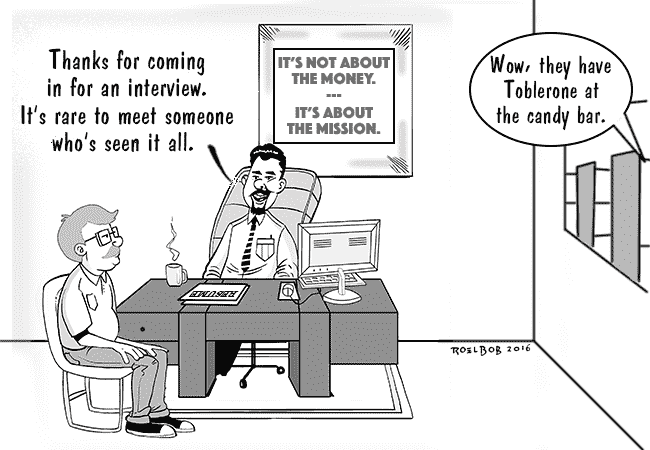 Thanks for coming
in for an interview.
It's rare to meet someone
who's seen it all.
IT'S NOT ABOUT
THE MONEY.
---
IT'S ABOUT
THE MISSION.
Wow, they have
Toblerone at
the candy bar.
ROELBOB 2016